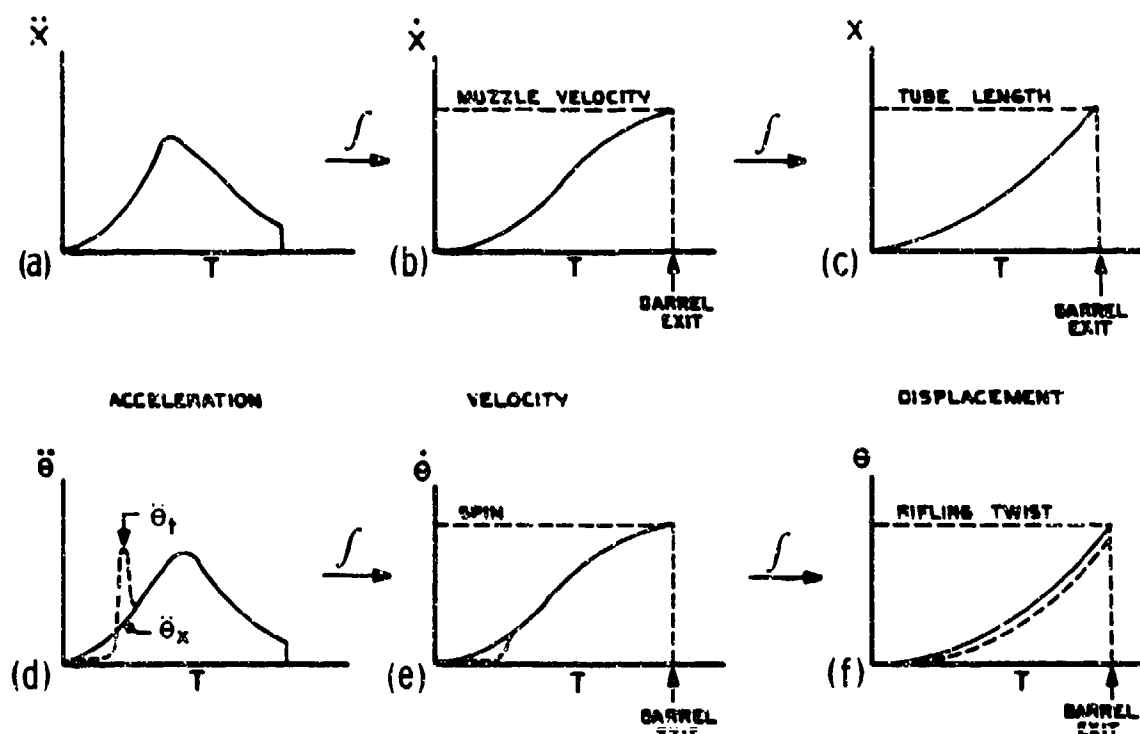 ẍ ẋ x
MUZZLE VELOCITY
TUBE LENGTH
∫ ∫
(a) T (b) T (c) T
BARREL
EXIT
BARREL
EXIT
ACCELERATION VELOCITY DISPLACEMENT
θ̈ θ̇ θ
θ̈t
SPIN
RIFLING TWIST
∫ ∫
θ̈x
(d) T (e) T (f) T
BARREL
EXIT
BARREL
EXIT